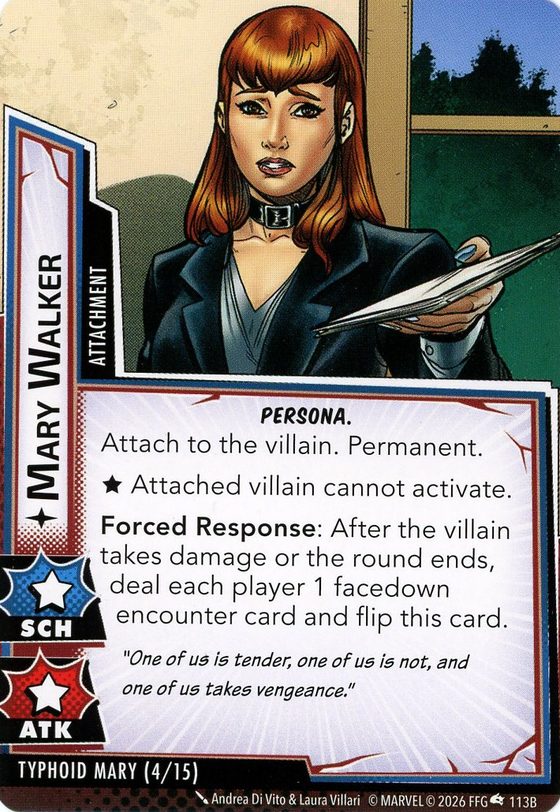 MARY WALKER
ATTACHMENT
PERSONA.
Attach to the villain. Permanent.
★ Attached villain cannot activate.
Forced Response: After the villain
takes damage or the round ends,
deal each player 1 facedown
encounter card and flip this card.
"One of us is tender, one of us is not, and
one of us takes vengeance."
★
SCH
★
ATK
TYPHOID MARY (4/15)
Andrea Di Vito & Laura Villari © MARVEL © 2026 FFG 113B